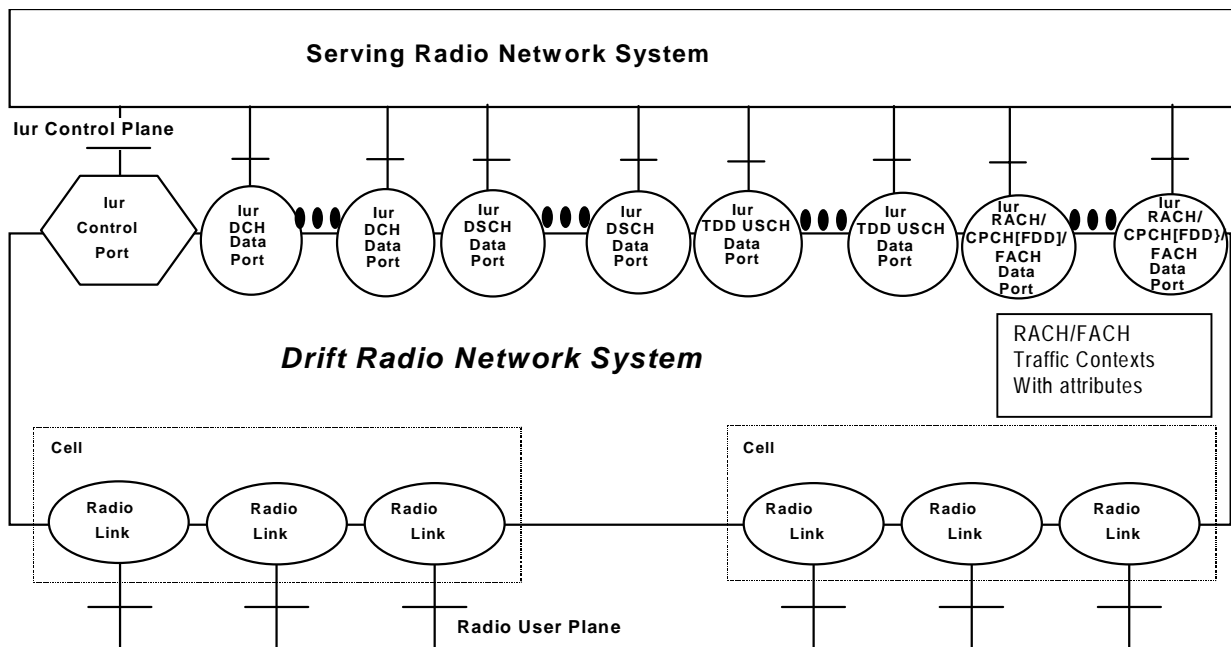 Serving Radio Network System
Iur Control Plane
Iur
Control
Port
Iur
DCH
Data
Port
Iur
DCH
Data
Port
Iur
DSCH
Data
Port
Iur
DSCH
Data
Port
Iur
TDD USCH
Data
Port
Iur
TDD USCH
Data
Port
Iur
RACH/
CPCH[FDD]/
FACH
Data
Port
Iur
RACH/
CPCH[FDD}/
FACH
Data
Port
Drift Radio Network System
RACH/FACH
Traffic Contexts
With attributes
Cell
Radio
Link
Radio
Link
Radio
Link
Cell
Radio
Link
Radio
Link
Radio
Link
Radio User Plane